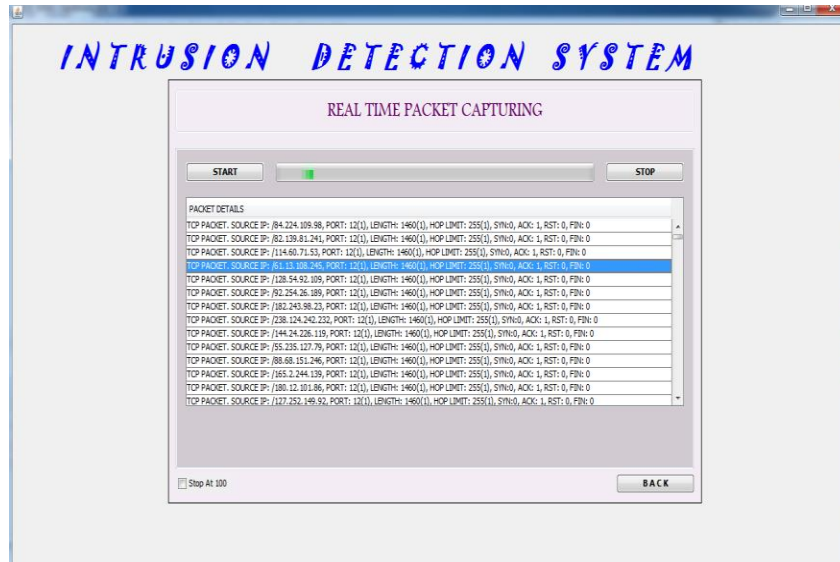 INTRUSION DETECTION SYSTEM
REAL TIME PACKET CAPTURING
START STOP
PACKET DETAILS
TCP PACKET. SOURCE IP: /84.224.109.98, PORT: 12(1), LENGTH: 1460(1), HOP LIMIT: 255(1), SYN:0, ACK: 1, RST: 0, FIN: 0
TCP PACKET. SOURCE IP: /82.139.81.241, PORT: 12(1), LENGTH: 1460(1), HOP LIMIT: 255(1), SYN:0, ACK: 1, RST: 0, FIN: 0
TCP PACKET. SOURCE IP: /114.60.71.53, PORT: 12(1), LENGTH: 1460(1), HOP LIMIT: 255(1), SYN:0, ACK: 1, RST: 0, FIN: 0
TCP PACKET. SOURCE IP: /61.13.108.245, PORT: 12(1), LENGTH: 1460(1), HOP LIMIT: 255(1), SYN:0, ACK: 1, RST: 0, FIN: 0
TCP PACKET. SOURCE IP: /128.54.92.109, PORT: 12(1), LENGTH: 1460(1), HOP LIMIT: 255(1), SYN:0, ACK: 1, RST: 0, FIN: 0
TCP PACKET. SOURCE IP: /92.254.26.189, PORT: 12(1), LENGTH: 1460(1), HOP LIMIT: 255(1), SYN:0, ACK: 1, RST: 0, FIN: 0
TCP PACKET. SOURCE IP: /182.243.98.23, PORT: 12(1), LENGTH: 1460(1), HOP LIMIT: 255(1), SYN:0, ACK: 1, RST: 0, FIN: 0
TCP PACKET. SOURCE IP: /238.124.242.232, PORT: 12(1), LENGTH: 1460(1), HOP LIMIT: 255(1), SYN:0, ACK: 1, RST: 0, FIN: 0
TCP PACKET. SOURCE IP: /144.24.226.119, PORT: 12(1), LENGTH: 1460(1), HOP LIMIT: 255(1), SYN:0, ACK: 1, RST: 0, FIN: 0
TCP PACKET. SOURCE IP: /55.235.127.79, PORT: 12(1), LENGTH: 1460(1), HOP LIMIT: 255(1), SYN:0, ACK: 1, RST: 0, FIN: 0
TCP PACKET. SOURCE IP: /88.68.151.246, PORT: 12(1), LENGTH: 1460(1), HOP LIMIT: 255(1), SYN:0, ACK: 1, RST: 0, FIN: 0
TCP PACKET. SOURCE IP: /165.2.244.139, PORT: 12(1), LENGTH: 1460(1), HOP LIMIT: 255(1), SYN:0, ACK: 1, RST: 0, FIN: 0
TCP PACKET. SOURCE IP: /180.12.101.86, PORT: 12(1), LENGTH: 1460(1), HOP LIMIT: 255(1), SYN:0, ACK: 1, RST: 0, FIN: 0
TCP PACKET. SOURCE IP: /127.252.149.92, PORT: 12(1), LENGTH: 1460(1), HOP LIMIT: 255(1), SYN:0, ACK: 1, RST: 0, FIN: 0
Stop At 100 BACK